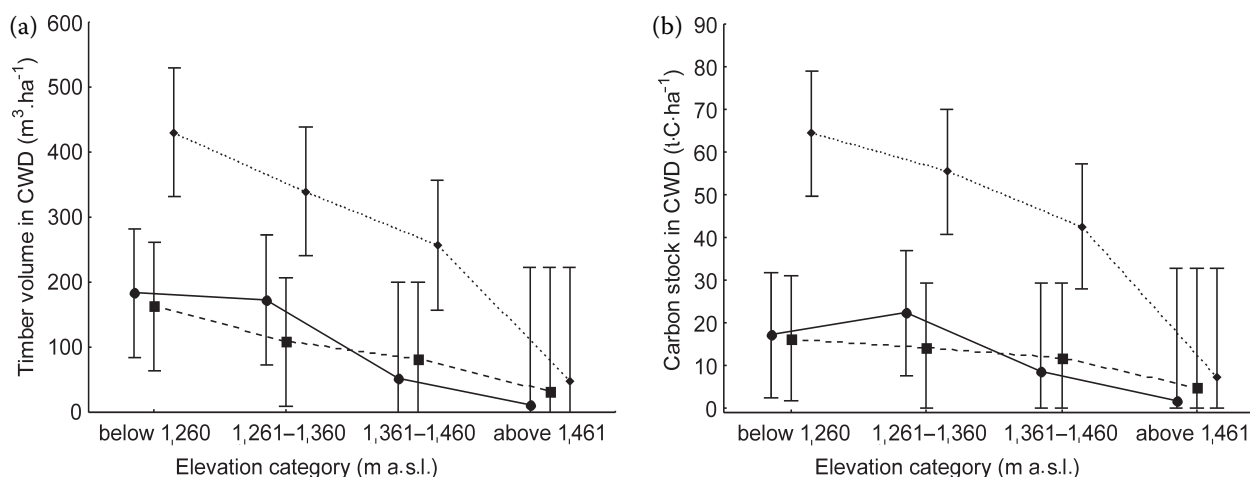 (a)
Timber volume in CWD (m³.ha⁻¹)
600
500
400
300
200
100
0
below 1,260 1,261–1,360 1,361–1,460 above 1,461
Elevation category (m a.s.l.)
(b)
Carbon stock in CWD (t·C·ha⁻¹)
90
80
70
60
50
40
30
20
10
0
below 1,260 1,261–1,360 1,361–1,460 above 1,461
Elevation category (m a.s.l.)